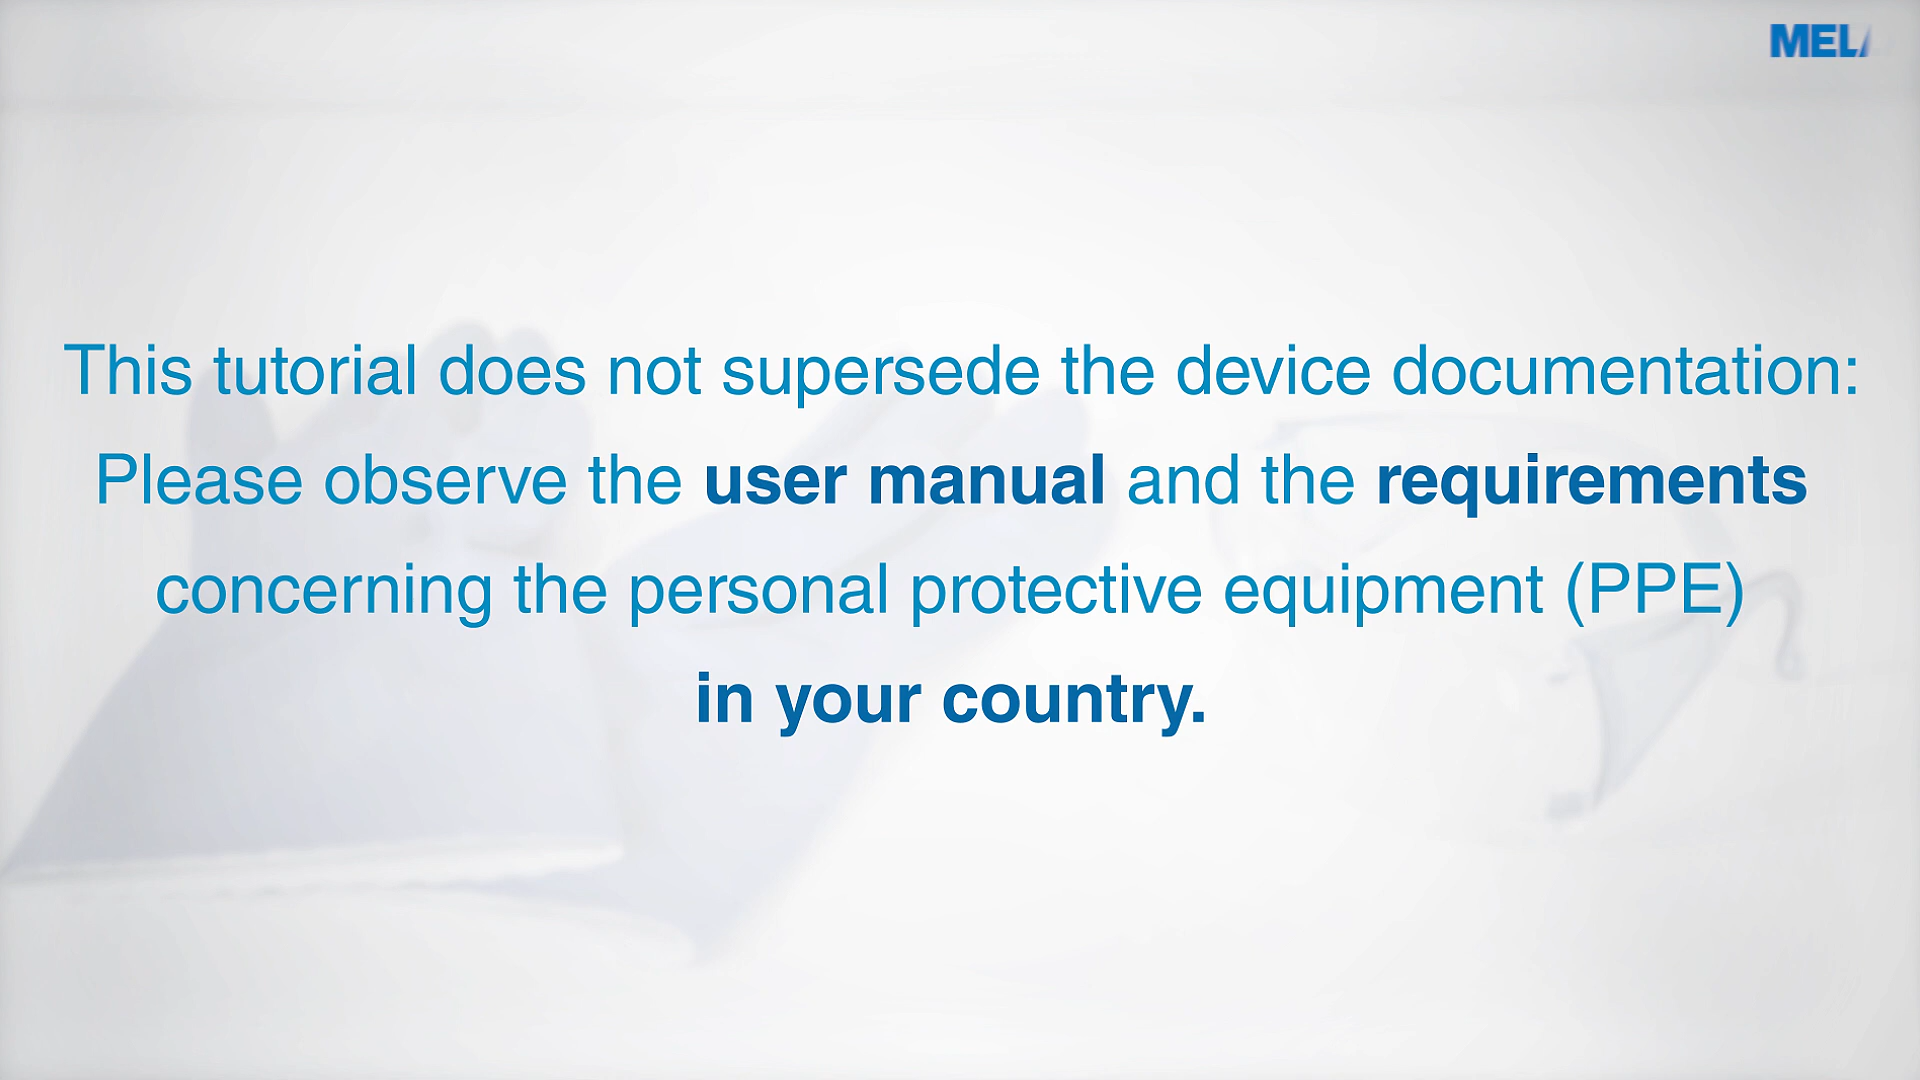 MEL
This tutorial does not supersede the device documentation:
Please observe the user manual and the requirements
concerning the personal protective equipment (PPE)
in your country.